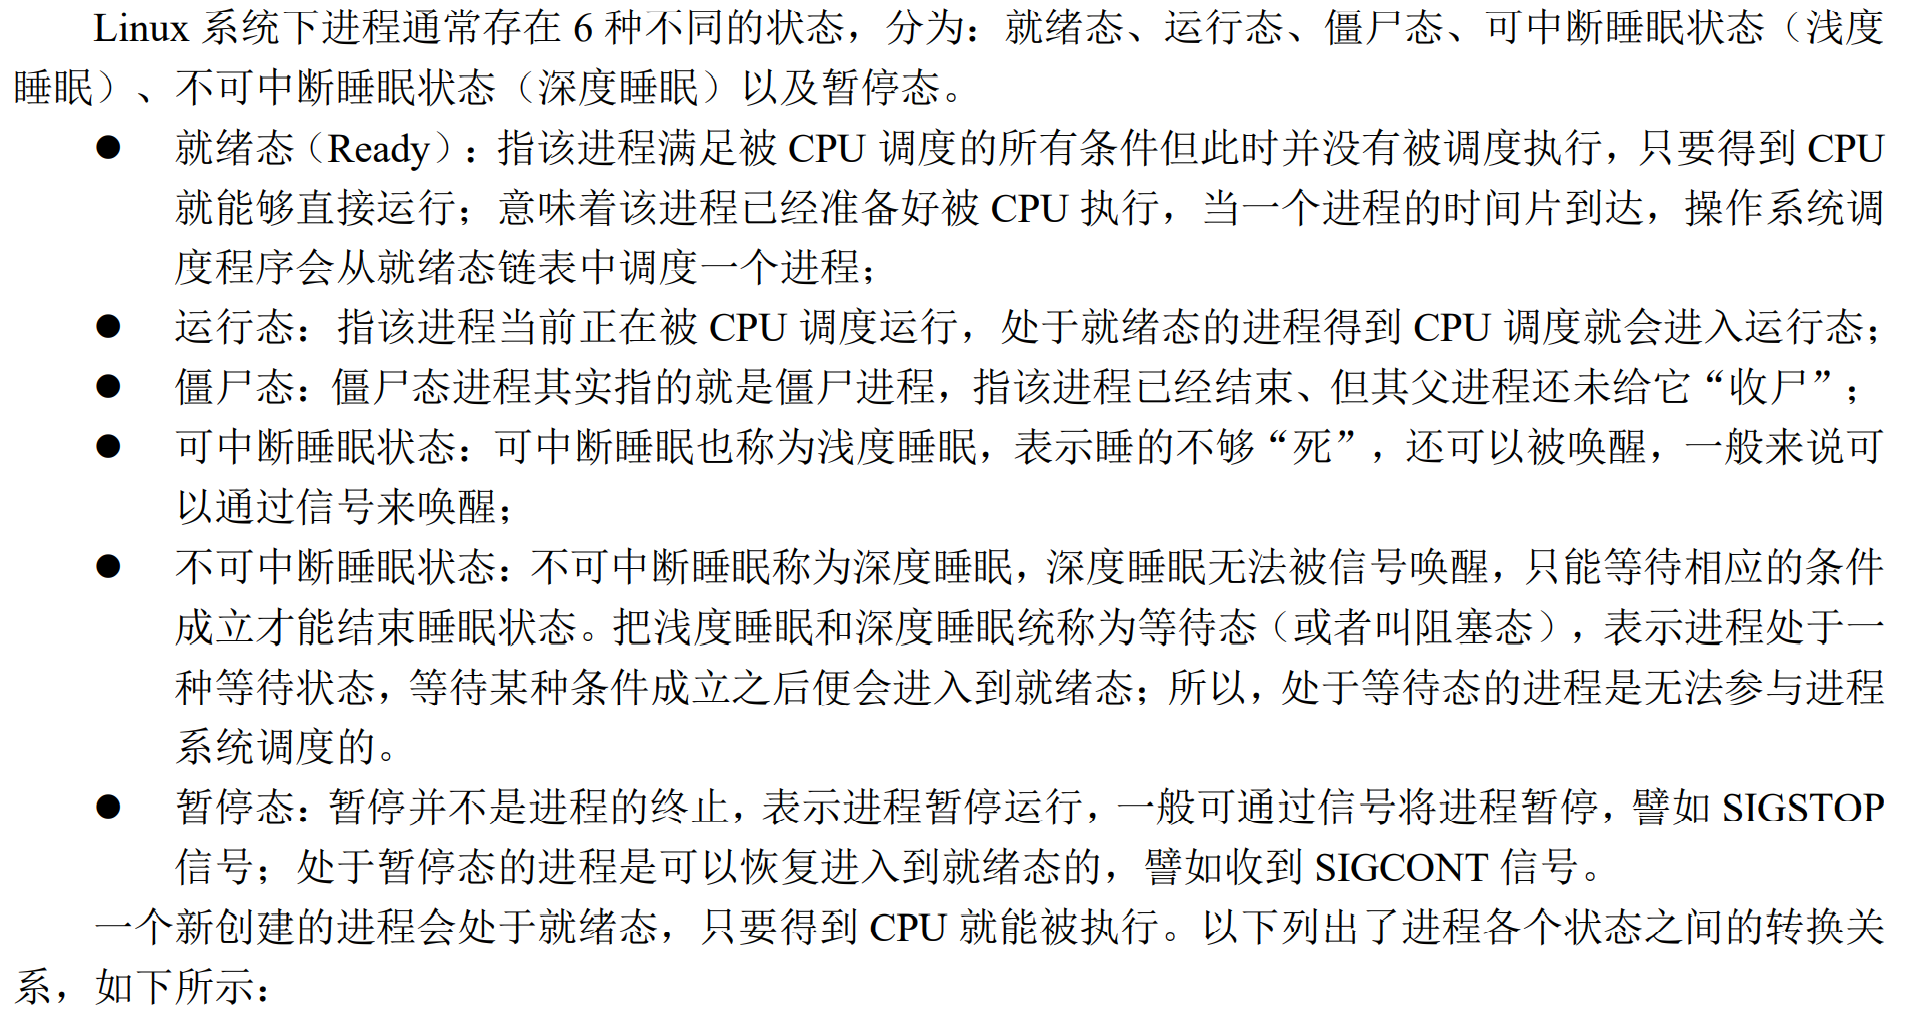 Linux 系统下进程通常存在 6 种不同的状态，分为：就绪态、运行态、僵尸态、可中断睡眠状态（浅度
睡眠）、不可中断睡眠状态（深度睡眠）以及暂停态。
● 就绪态（Ready）：指该进程满足被 CPU 调度的所有条件但此时并没有被调度执行，只要得到 CPU
就能够直接运行；意味着该进程已经准备好被 CPU 执行，当一个进程的时间片到达，操作系统调
度程序会从就绪态链表中调度一个进程；
● 运行态：指该进程当前正在被 CPU 调度运行，处于就绪态的进程得到 CPU 调度就会进入运行态；
● 僵尸态：僵尸态进程其实指的就是僵尸进程，指该进程已经结束、但其父进程还未给它“收尸”；
● 可中断睡眠状态：可中断睡眠也称为浅度睡眠，表示睡的不够“死”，还可以被唤醒，一般来说可
以通过信号来唤醒；
● 不可中断睡眠状态：不可中断睡眠称为深度睡眠，深度睡眠无法被信号唤醒，只能等待相应的条件
成立才能结束睡眠状态。把浅度睡眠和深度睡眠统称为等待态（或者叫阻塞态），表示进程处于一
种等待状态，等待某种条件成立之后便会进入到就绪态；所以，处于等待态的进程是无法参与进程
系统调度的。
● 暂停态：暂停并不是进程的终止，表示进程暂停运行，一般可通过信号将进程暂停，譬如 SIGSTOP
信号；处于暂停态的进程是可以恢复进入到就绪态的，譬如收到 SIGCONT 信号。
一个新创建的进程会处于就绪态，只要得到 CPU 就能被执行。以下列出了进程各个状态之间的转换关
系，如下所示：